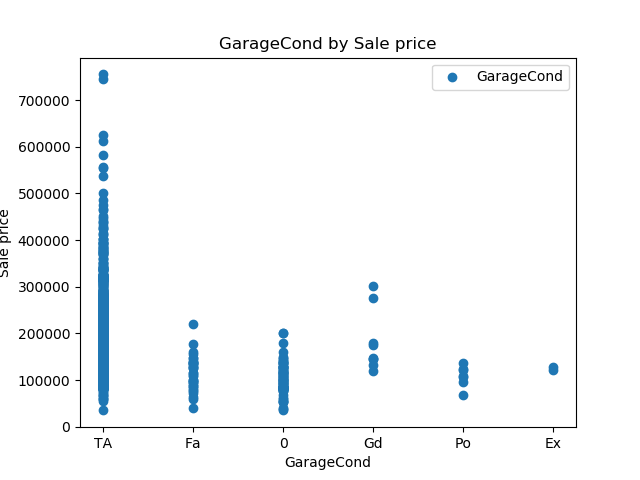 GarageCond by Sale price
GarageCond
700000
600000
500000
400000
300000
200000
100000
0
Sale price
TA Fa 0 Gd Po Ex
GarageCond